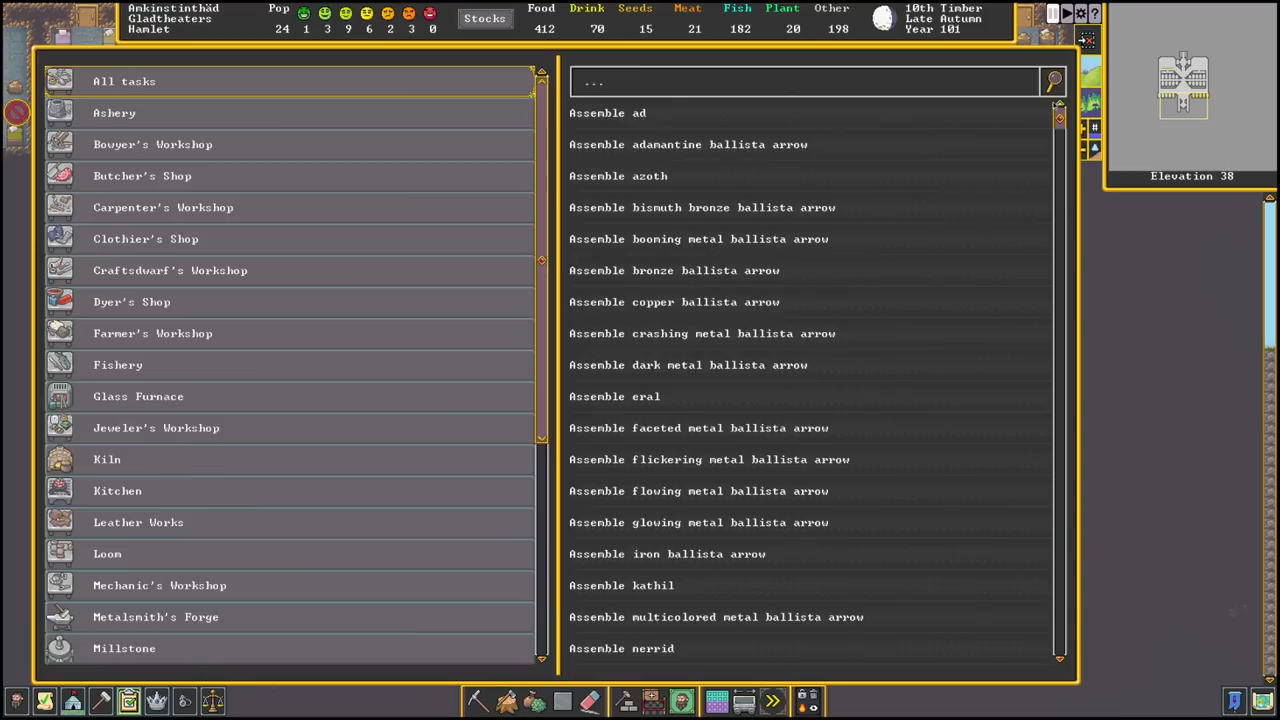 Amkinstinthâd
Gladtheaters
Hamlet
Pop
24 1 3 9 6 2 3 0
Stocks
Food Drink Seeds Meat Fish Plant Other
412 70 15 21 182 20 198
10th Timber
Late Autumn
Year 101
All tasks
Ashery
Bowyer's Workshop
Butcher's Shop
Carpenter's Workshop
Clothier's Shop
Craftsdwarf's Workshop
Dyer's Shop
Farmer's Workshop
Fishery
Glass Furnace
Jeweler's Workshop
Kiln
Kitchen
Leather Works
Loom
Mechanic's Workshop
Metalsmith's Forge
Millstone
...
Assemble ad
Assemble adamantine ballista arrow
Assemble azoth
Assemble bismuth bronze ballista arrow
Assemble booming metal ballista arrow
Assemble bronze ballista arrow
Assemble copper ballista arrow
Assemble crashing metal ballista arrow
Assemble dark metal ballista arrow
Assemble eral
Assemble faceted metal ballista arrow
Assemble flickering metal ballista arrow
Assemble flowing metal ballista arrow
Assemble glowing metal ballista arrow
Assemble iron ballista arrow
Assemble kathil
Assemble multicolored metal ballista arrow
Assemble nerrid
Elevation 38